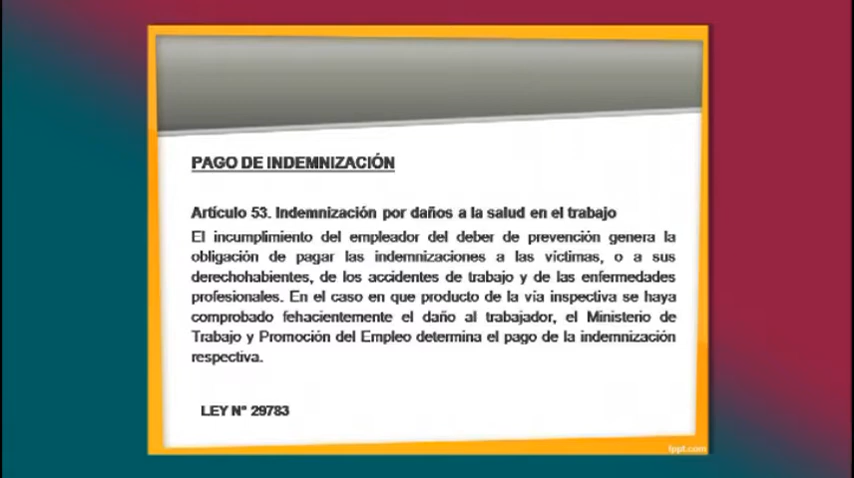 PAGO DE INDEMNIZACIÓN
Artículo 53. Indemnización por daños a la salud en el trabajo
El incumplimiento del empleador del deber de prevención genera la
obligación de pagar las indemnizaciones a las víctimas, o a sus
derechohabientes, de los accidentes de trabajo y de las enfermedades
profesionales. En el caso en que producto de la vía inspectiva se haya
comprobado fehacientemente el daño al trabajador, el Ministerio de
Trabajo y Promoción del Empleo determina el pago de la indemnización
respectiva.
LEY N° 29783
fppt.com